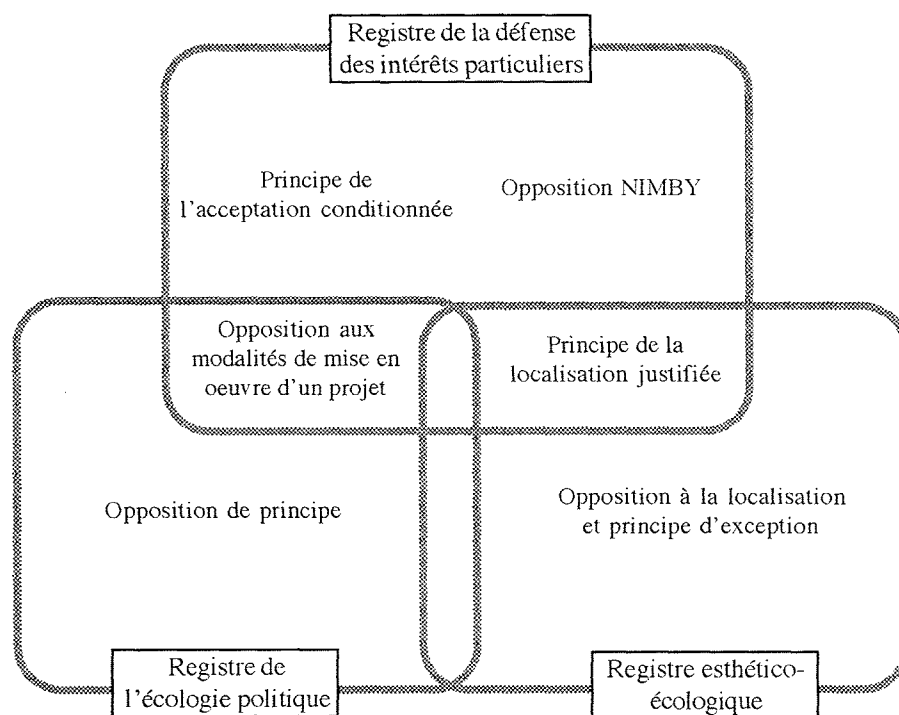 Registre de la défense
des intérêts particuliers
Principe de
l'acceptation conditionnée
Opposition NIMBY
Opposition aux
modalités de mise en
oeuvre d'un projet
Principe de la
localisation justifiée
Opposition de principe
Opposition à la localisation
et principe d'exception
Registre de
l'écologie politique
Registre esthético-
écologique